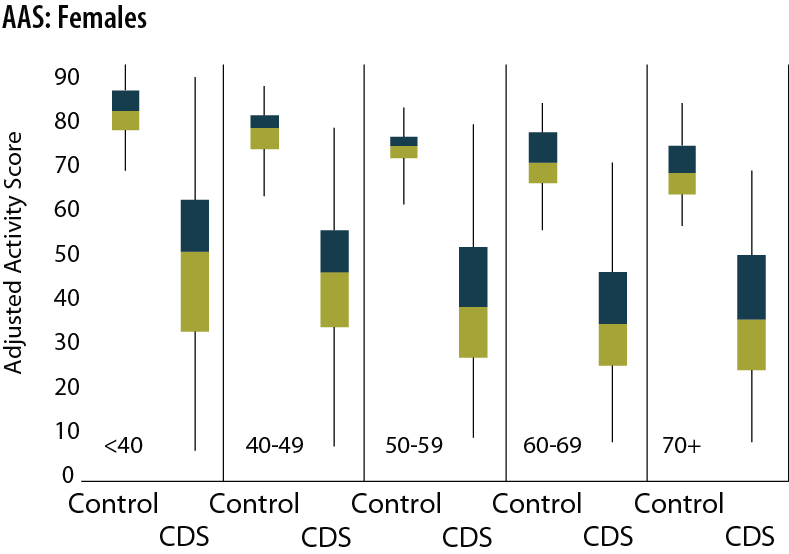 AAS: Females
Adjusted Activity Score
90
80
70
60
50
40
30
20
10
0
<40
40-49
50-59
60-69
70+
Control
CDS
Control
CDS
Control
CDS
Control
CDS
Control
CDS